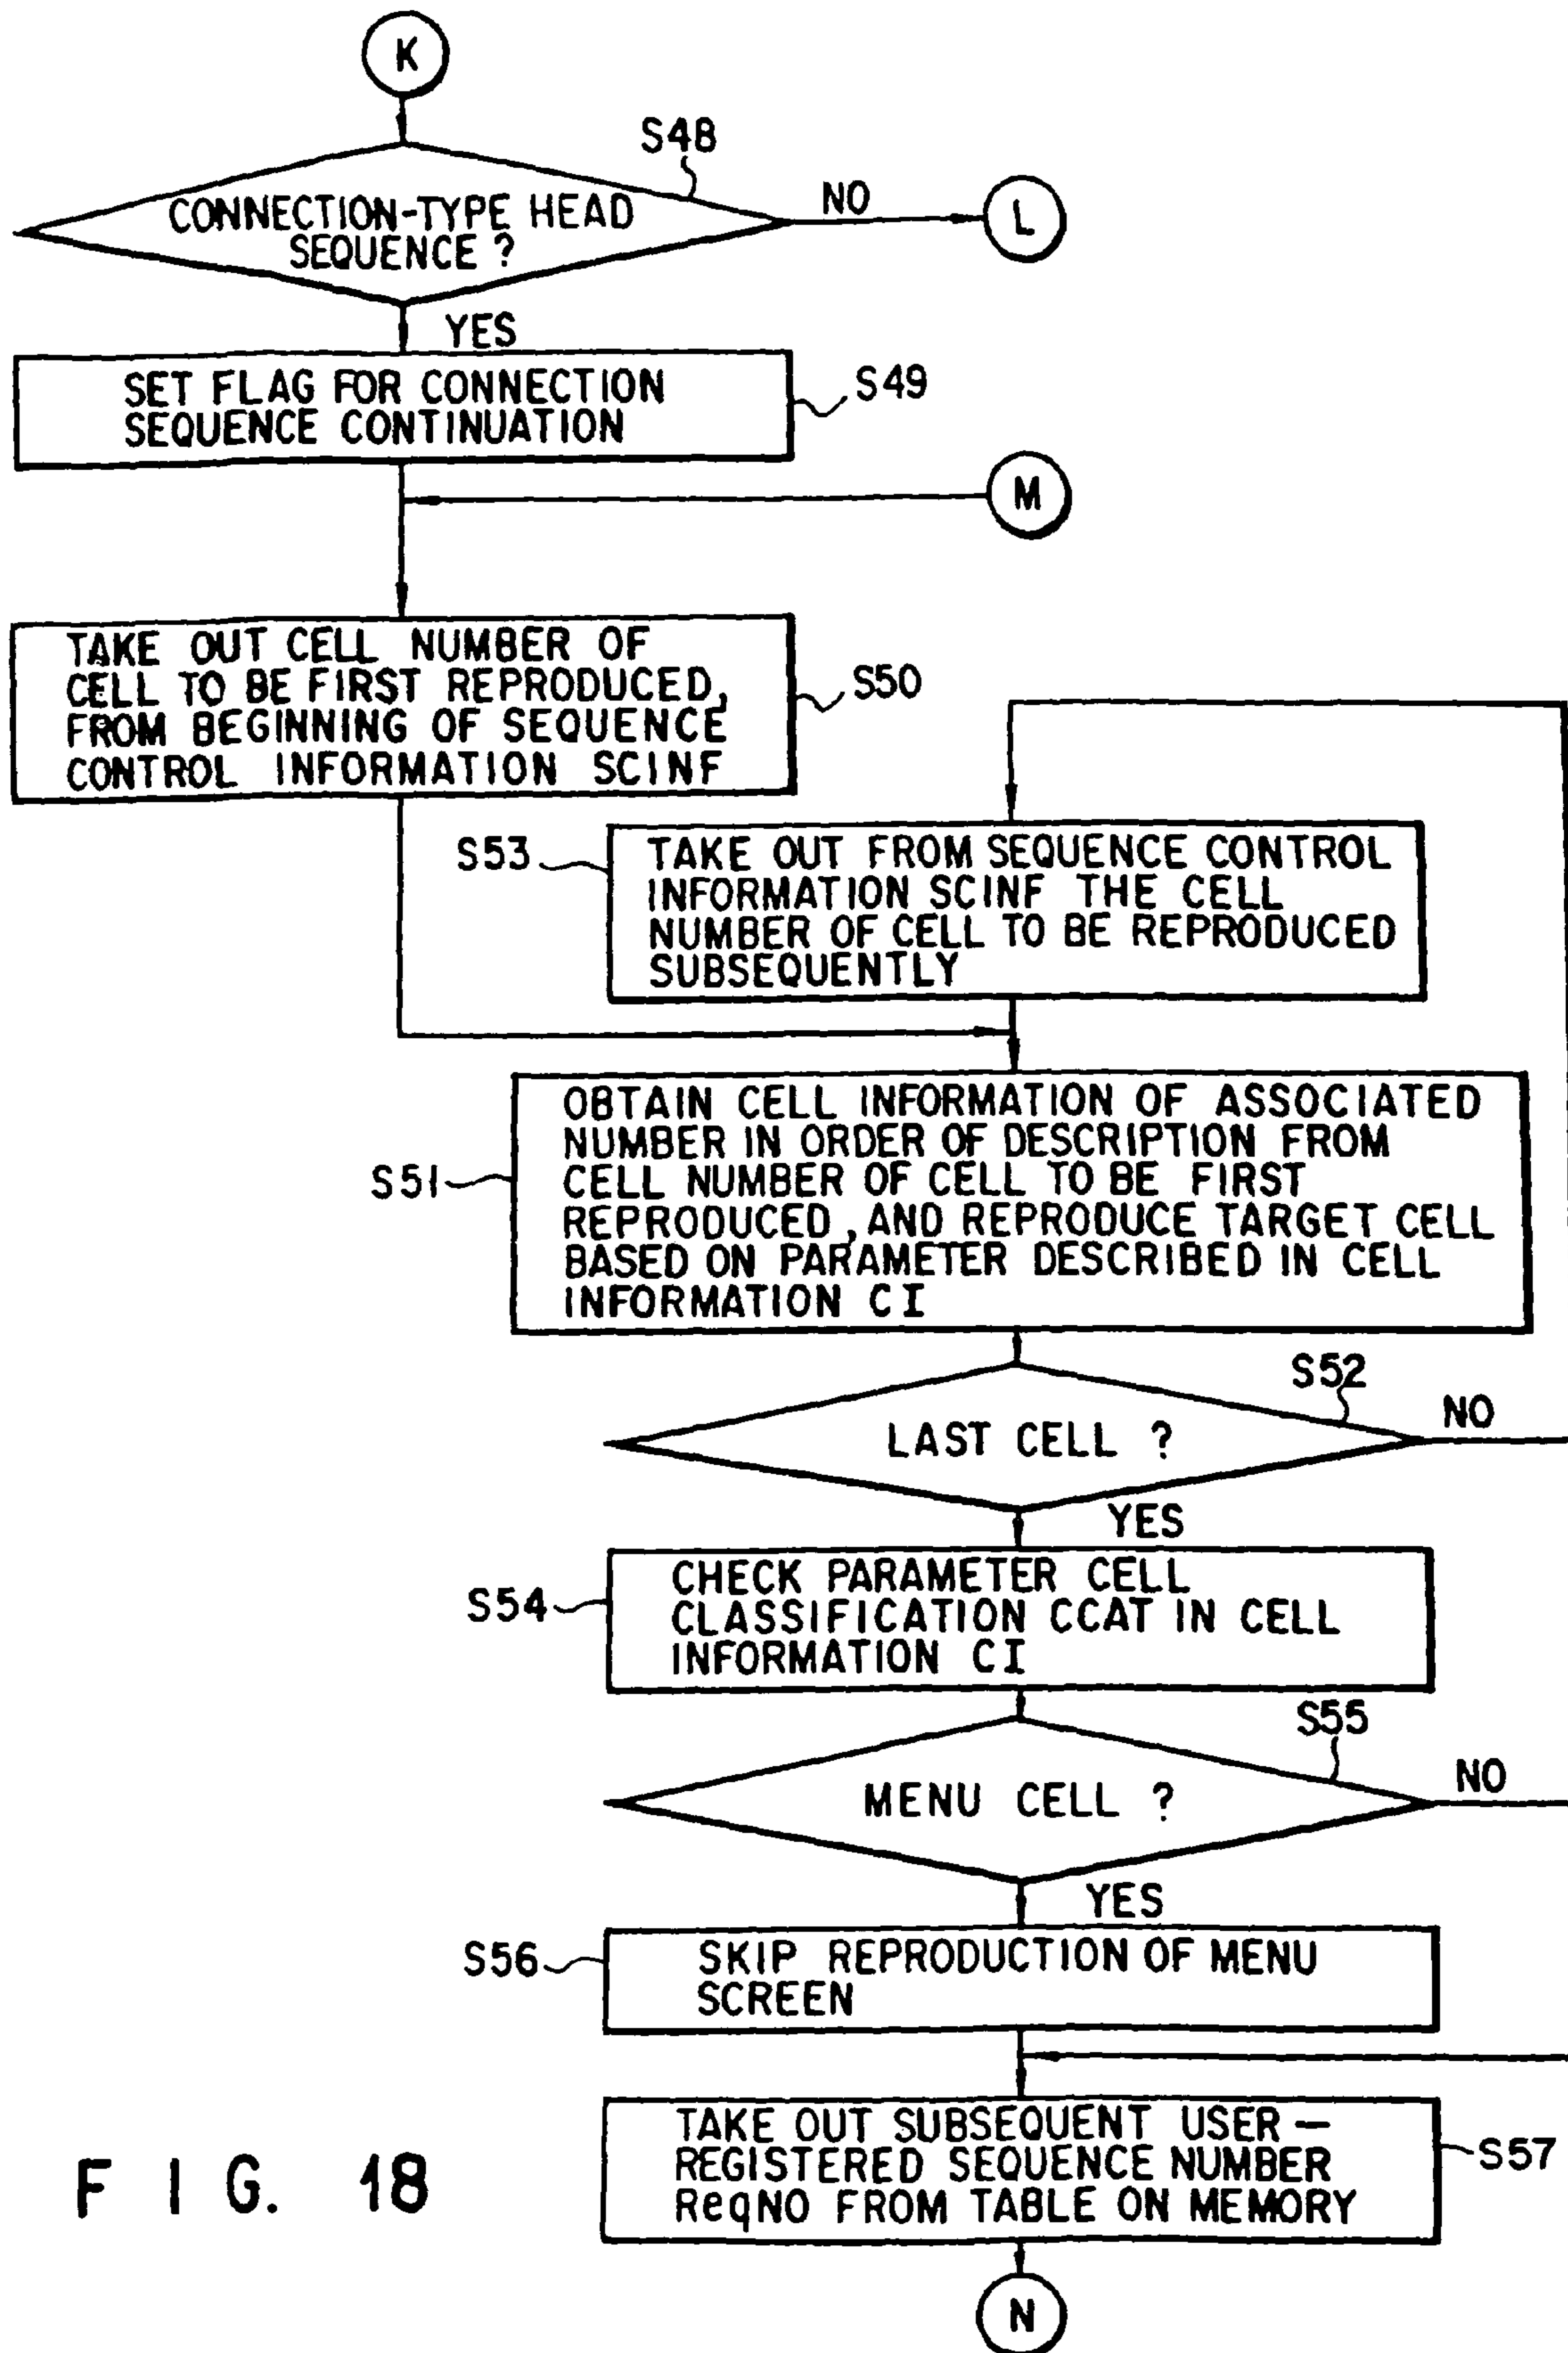 K
S48
CONNECTION-TYPE HEAD
SEQUENCE ?
NO
L
YES
SET FLAG FOR CONNECTION
SEQUENCE CONTINUATION
S49
M
TAKE OUT CELL NUMBER OF
CELL TO BE FIRST REPRODUCED,
FROM BEGINNING OF SEQUENCE
CONTROL INFORMATION SCINF
S50
S53
TAKE OUT FROM SEQUENCE CONTROL
INFORMATION SCINF THE CELL
NUMBER OF CELL TO BE REPRODUCED
SUBSEQUENTLY
S51
OBTAIN CELL INFORMATION OF ASSOCIATED
NUMBER IN ORDER OF DESCRIPTION FROM
CELL NUMBER OF CELL TO BE FIRST
REPRODUCED, AND REPRODUCE TARGET CELL
BASED ON PARAMETER DESCRIBED IN CELL
INFORMATION CI
S52
LAST CELL ?
NO
YES
S54
CHECK PARAMETER CELL
CLASSIFICATION CCAT IN CELL
INFORMATION CI
S55
MENU CELL ?
NO
YES
S56
SKIP REPRODUCTION OF MENU
SCREEN
TAKE OUT SUBSEQUENT USER-
REGISTERED SEQUENCE NUMBER
ReqNO FROM TABLE ON MEMORY
S57
N
FIG. 18